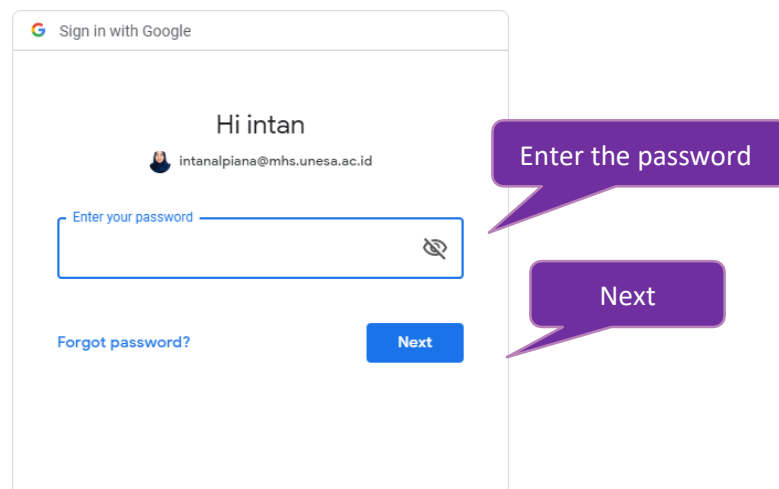 Sign in with Google
Hi intan
intanalpiana@mhs.unesa.ac.id
Enter the password
Enter your password
Next
Forgot password?
Next